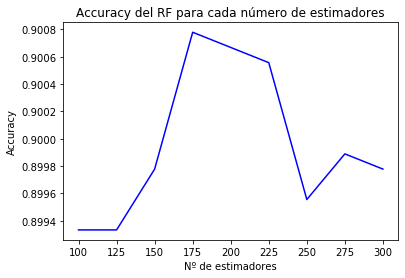 Accuracy del RF para cada número de estimadores
Accuracy
0.9008
0.9006
0.9004
0.9002
0.9000
0.8998
0.8996
0.8994
100 125 150 175 200 225 250 275 300
Nº de estimadores